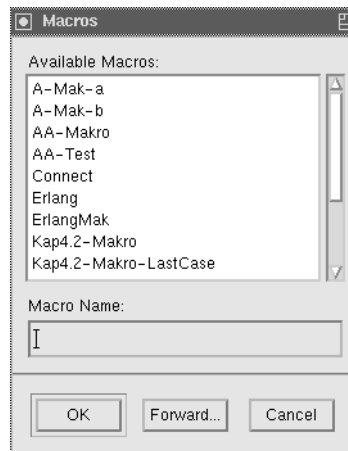 Macros
Available Macros:
A-Mak-a
A-Mak-b
AA-Makro
AA-Test
Connect
Erlang
ErlangMak
Kap4.2-Makro
Kap4.2-Makro-LastCase
Macro Name:
OK Forward... Cancel